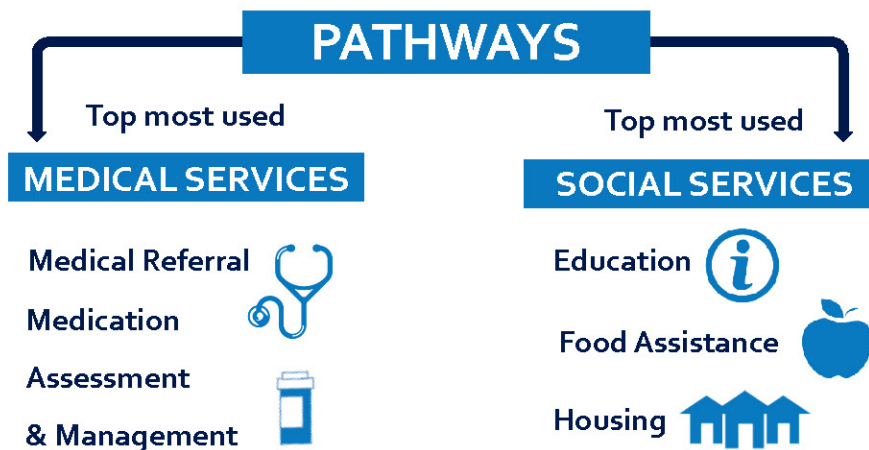 PATHWAYS
Top most used
MEDICAL SERVICES
Medical Referral
Medication
Assessment
& Management
Top most used
SOCIAL SERVICES
Education
i
Food Assistance
Housing